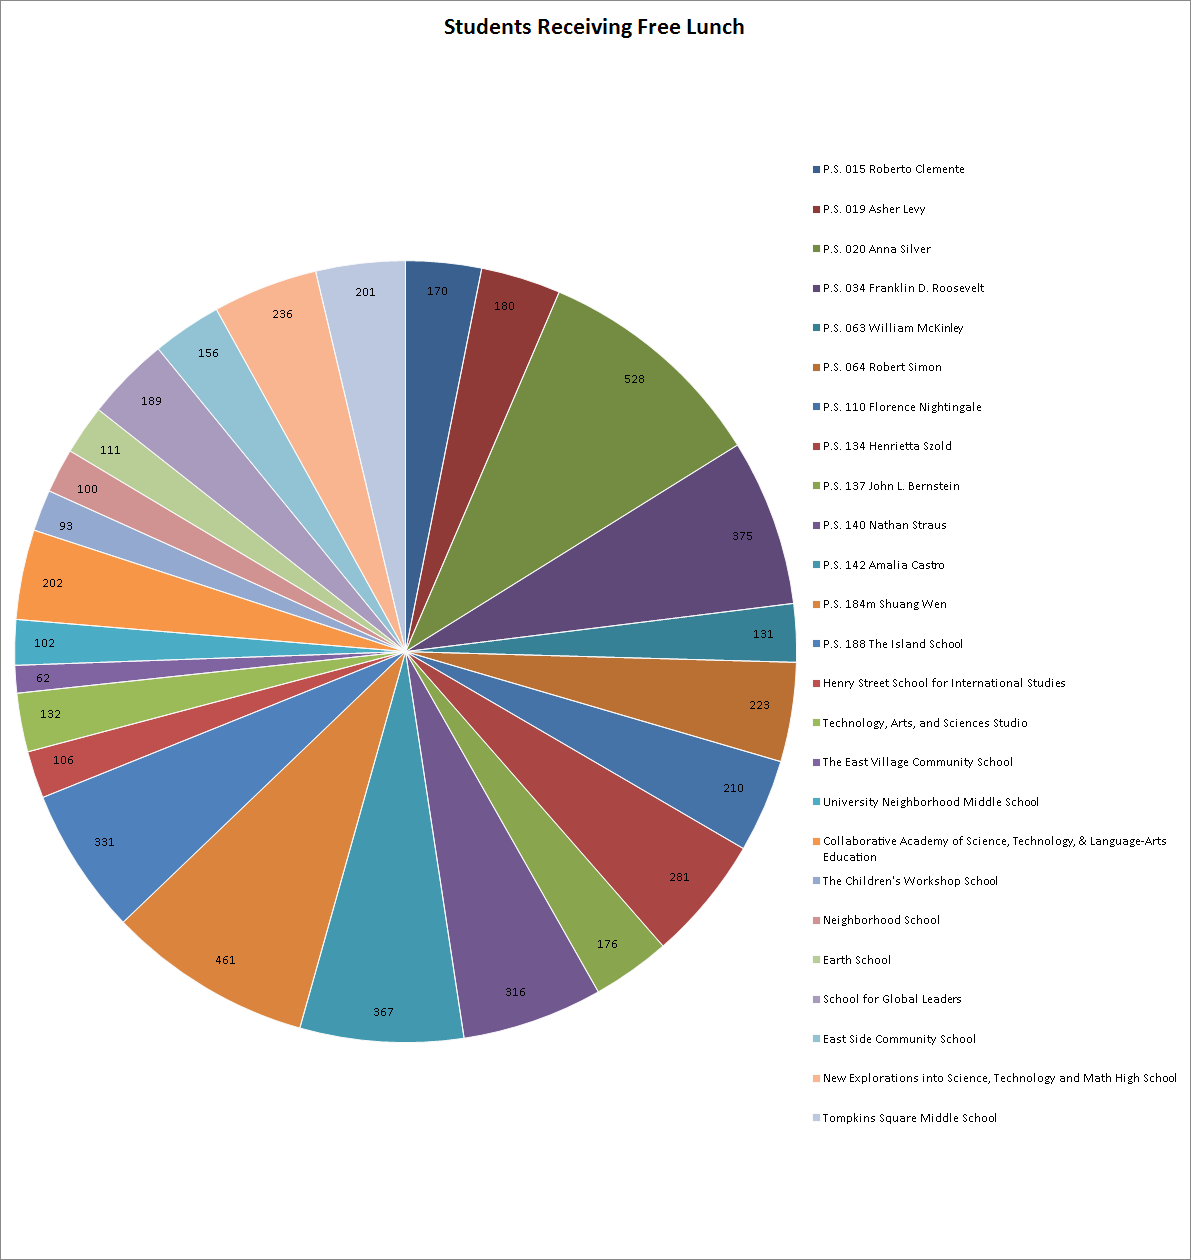 Students Receiving Free Lunch
170
180
528
375
131
223
210
281
176
316
367
461
331
106
132
62
102
202
93
100
111
189
156
236
201
P.S. 015 Roberto Clemente
P.S. 019 Asher Levy
P.S. 020 Anna Silver
P.S. 034 Franklin D. Roosevelt
P.S. 063 William McKinley
P.S. 064 Robert Simon
P.S. 110 Florence Nightingale
P.S. 134 Henrietta Szold
P.S. 137 John L. Bernstein
P.S. 140 Nathan Straus
P.S. 142 Amalia Castro
P.S. 184m Shuang Wen
P.S. 188 The Island School
Henry Street School for International Studies
Technology, Arts, and Sciences Studio
The East Village Community School
University Neighborhood Middle School
Collaborative Academy of Science, Technology, & Language-Arts
Education
The Children's Workshop School
Neighborhood School
Earth School
School for Global Leaders
East Side Community School
New Explorations into Science, Technology and Math High School
Tompkins Square Middle School